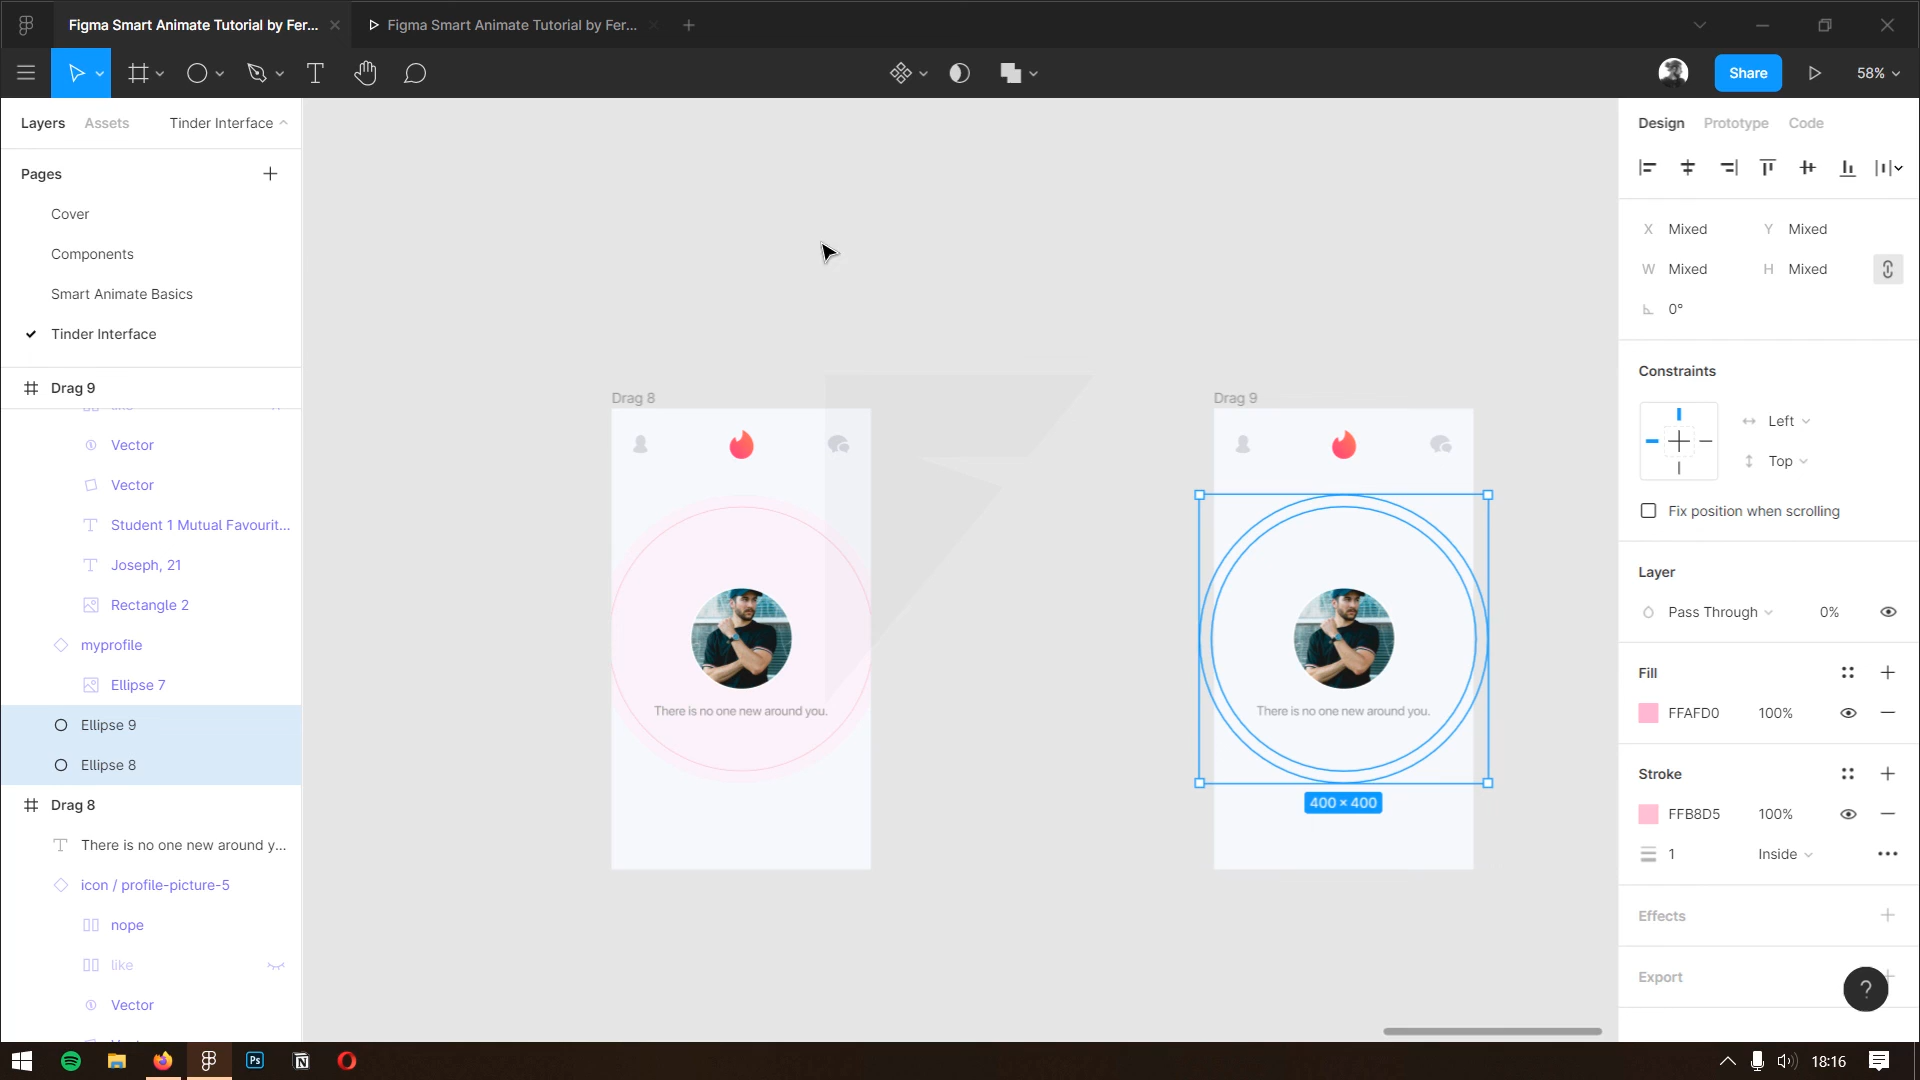 Figma Smart Animate Tutorial by Fer...
Figma Smart Animate Tutorial by Fer...
Share
58%
Layers
Assets
Tinder Interface
Pages
Cover
Components
Smart Animate Basics
Tinder Interface
Drag 9
Vector
Vector
Student 1 Mutual Favourit...
Joseph, 21
Rectangle 2
myprofile
Ellipse 7
Ellipse 9
Ellipse 8
Drag 8
There is no one new around y...
icon / profile-picture-5
nope
like
Vector
Drag 8
There is no one new around you.
Drag 9
There is no one new around you.
400 × 400
Design
Prototype
Code
X Mixed
Y Mixed
W Mixed
H Mixed
0°
Constraints
Left
Top
Fix position when scrolling
Layer
Pass Through
0%
Fill
FFAFD0
100%
Stroke
FFB8D5
100%
1
Inside
Effects
Export
?
Ps
18:16